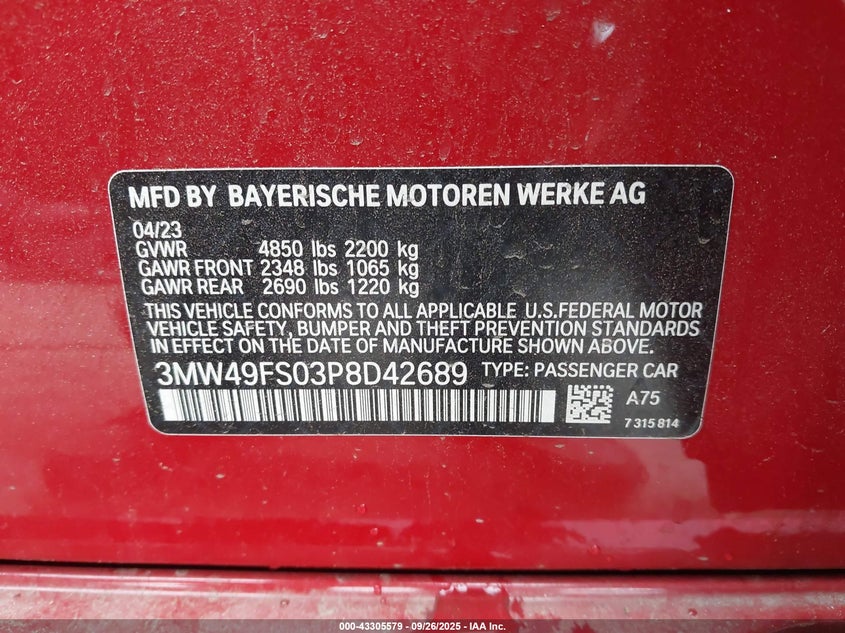 MFD BY BAYERISCHE MOTOREN WERKE AG
04/23
GVWR 4850 lbs 2200 kg
GAWR FRONT 2348 lbs 1065 kg
GAWR REAR 2690 lbs 1220 kg
THIS VEHICLE CONFORMS TO ALL APPLICABLE U.S.FEDERAL MOTOR
VEHICLE SAFETY, BUMPER AND THEFT PREVENTION STANDARDS
IN EFFECT ON THE DATE OF MANUFACTURE SHOWN ABOVE.
3MW49FS03P8D42689 TYPE: PASSENGER CAR
A75
7 315 814
000-43305579 - 09/26/2025 - IAA Inc.